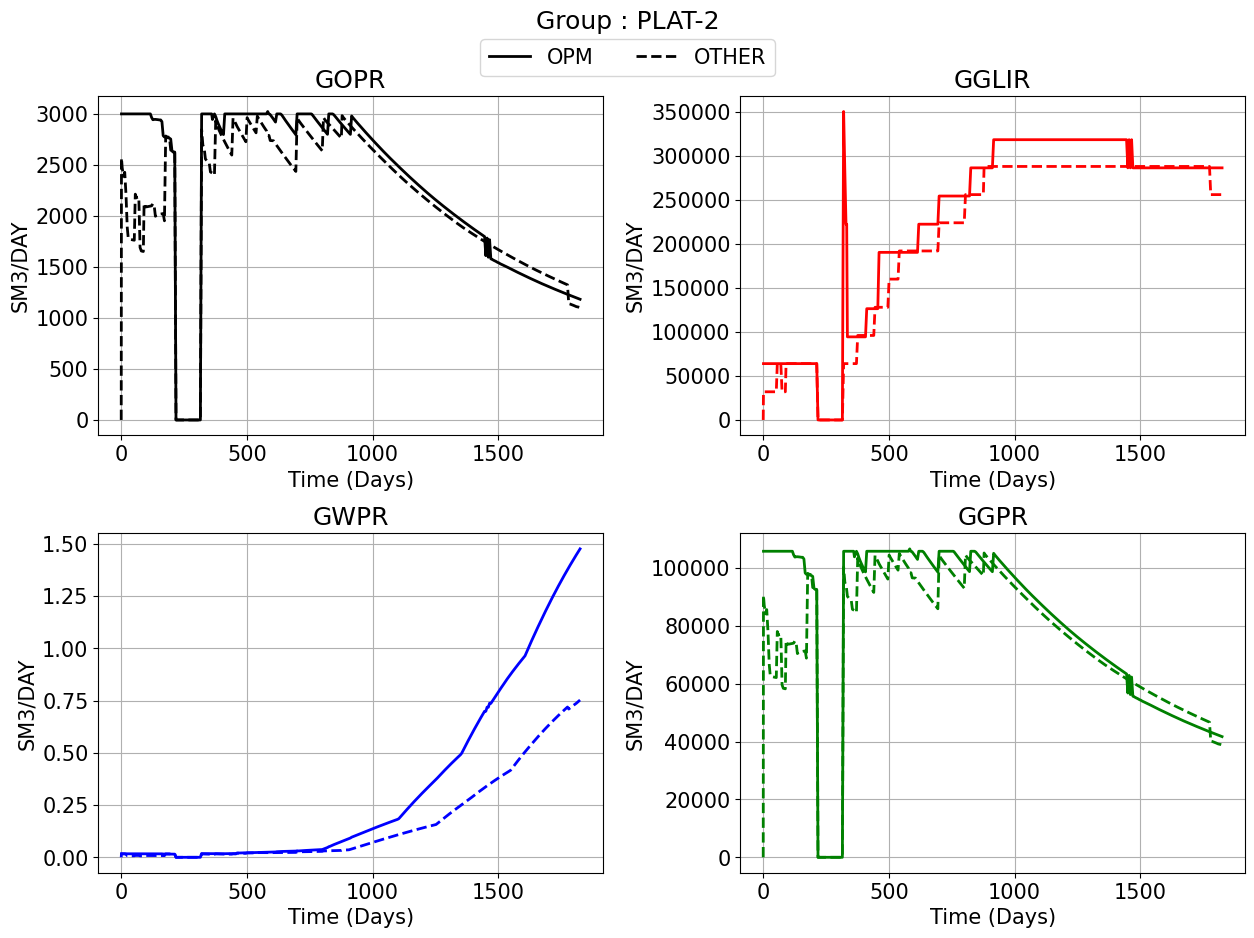 Group : PLAT-2
OPM OTHER
GOPR
SM3/DAY
3000
2500
2000
1500
1000
500
0
0 500 1000 1500
Time (Days)
GGLIR
SM3/DAY
350000
300000
250000
200000
150000
100000
50000
0
0 500 1000 1500
Time (Days)
GWPR
SM3/DAY
1.50
1.25
1.00
0.75
0.50
0.25
0.00
0 500 1000 1500
Time (Days)
GGPR
SM3/DAY
100000
80000
60000
40000
20000
0
0 500 1000 1500
Time (Days)